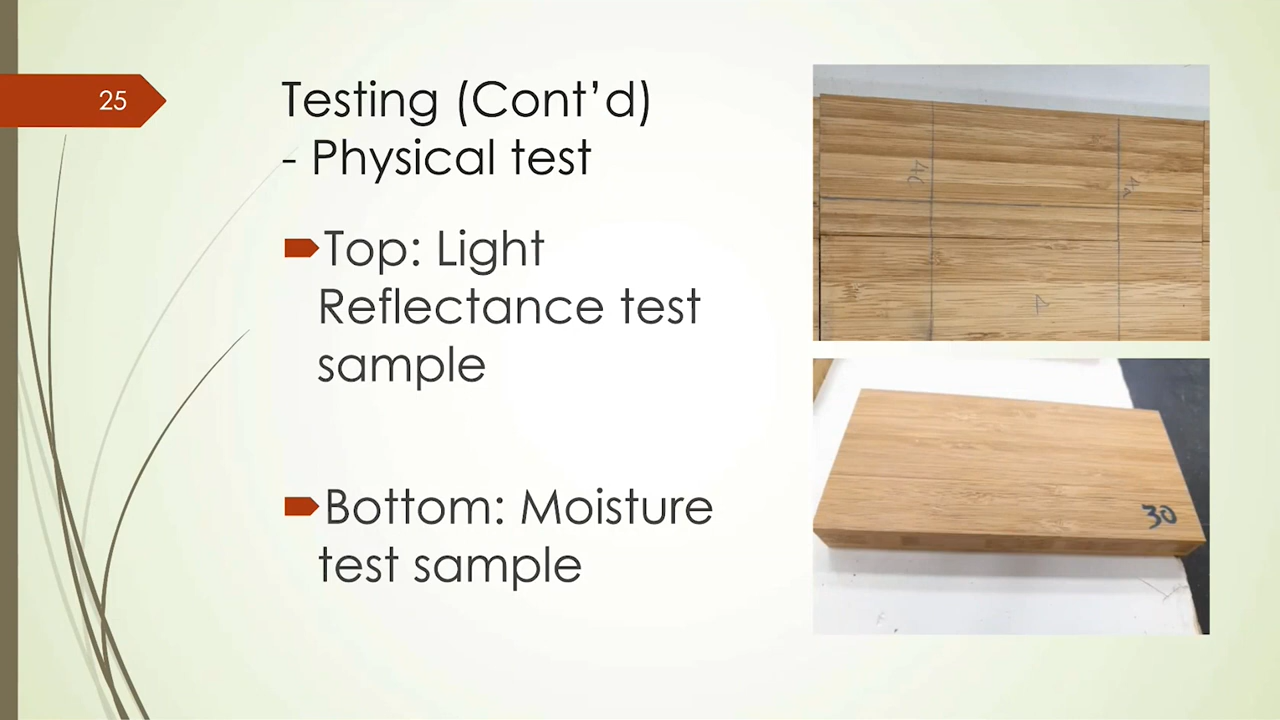 25
Testing (Cont’d)
- Physical test
Top: Light
Reflectance test
sample
Bottom: Moisture
test sample
30